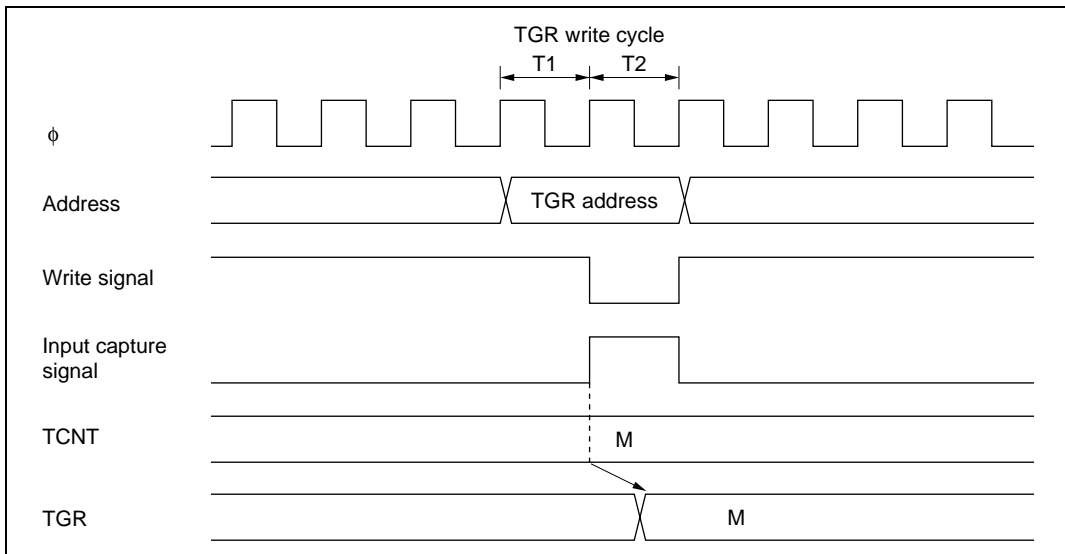 TGR write cycle
T1 T2
ϕ
Address
TGR address
Write signal
Input capture
signal
TCNT
M
TGR
M